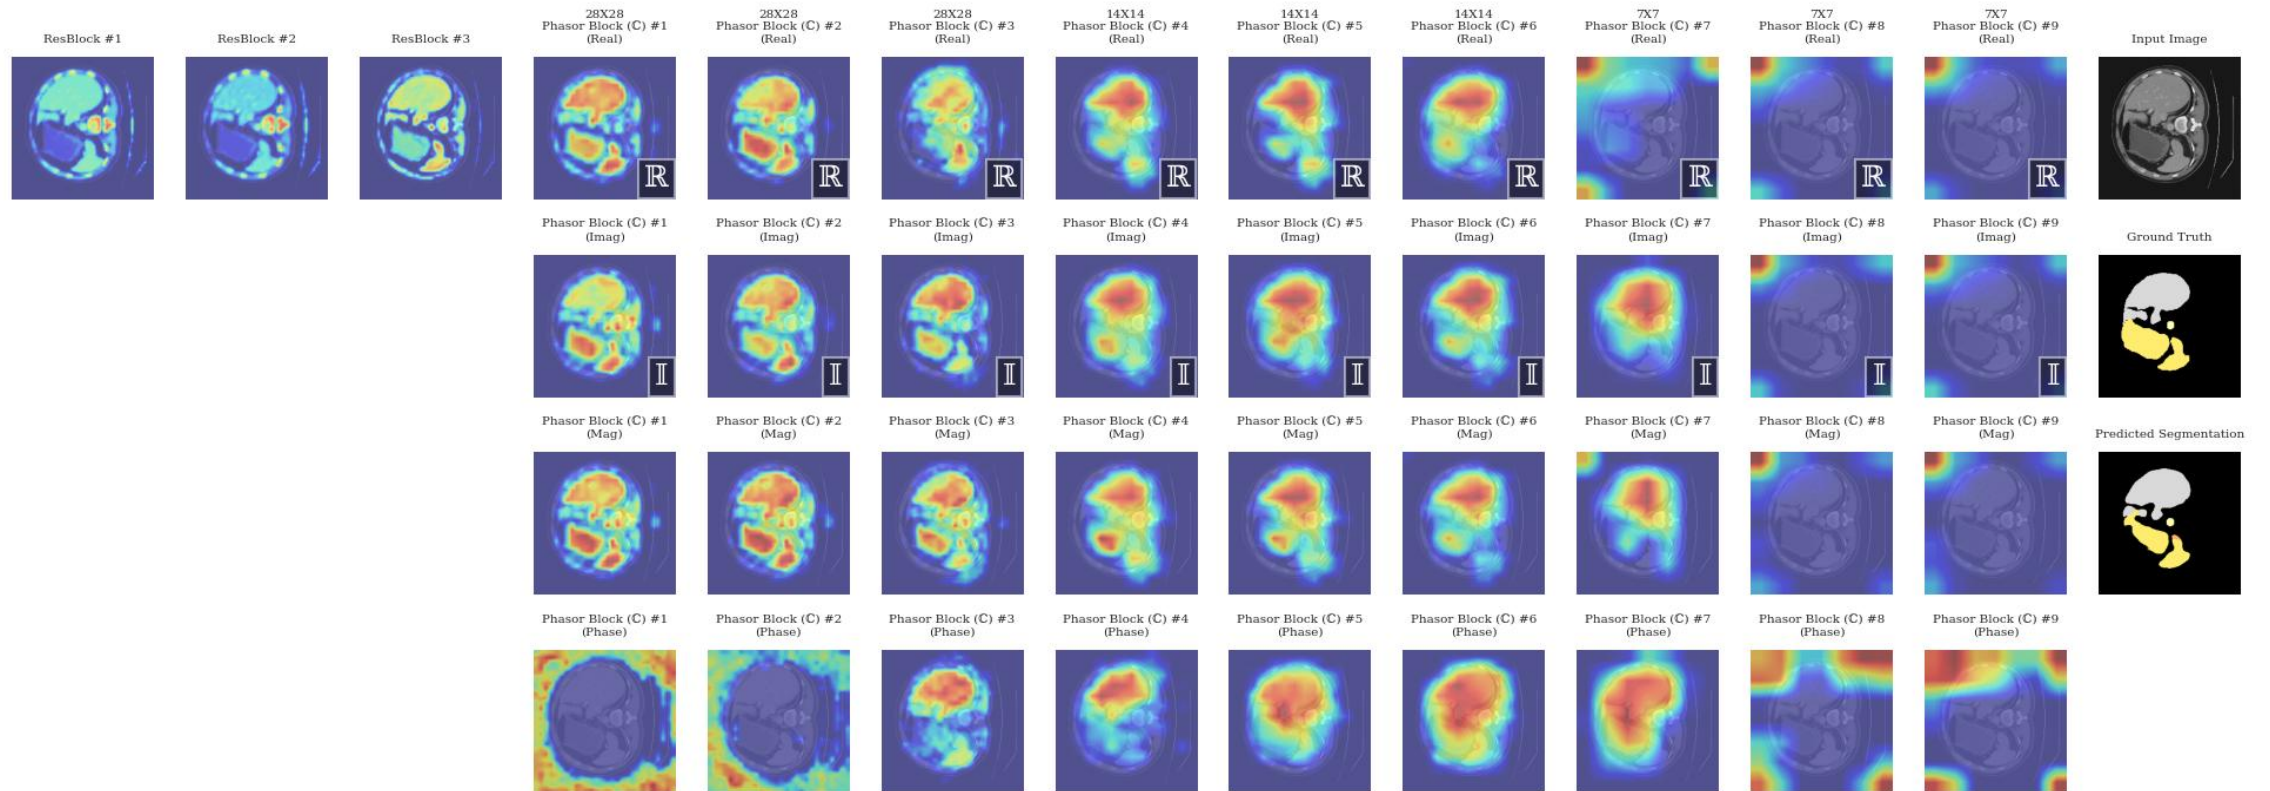 ResBlock #1
ResBlock #2
ResBlock #3
28X28
Phasor Block (ℂ) #1
(Real)
28X28
Phasor Block (ℂ) #2
(Real)
28X28
Phasor Block (ℂ) #3
(Real)
14X14
Phasor Block (ℂ) #4
(Real)
14X14
Phasor Block (ℂ) #5
(Real)
14X14
Phasor Block (ℂ) #6
(Real)
7X7
Phasor Block (ℂ) #7
(Real)
7X7
Phasor Block (ℂ) #8
(Real)
7X7
Phasor Block (ℂ) #9
(Real)
Input Image
ℝ
ℝ
ℝ
ℝ
ℝ
ℝ
ℝ
ℝ
ℝ
Phasor Block (ℂ) #1
(Imag)
Phasor Block (ℂ) #2
(Imag)
Phasor Block (ℂ) #3
(Imag)
Phasor Block (ℂ) #4
(Imag)
Phasor Block (ℂ) #5
(Imag)
Phasor Block (ℂ) #6
(Imag)
Phasor Block (ℂ) #7
(Imag)
Phasor Block (ℂ) #8
(Imag)
Phasor Block (ℂ) #9
(Imag)
Ground Truth
𝕀
𝕀
𝕀
𝕀
𝕀
𝕀
𝕀
𝕀
𝕀
Phasor Block (ℂ) #1
(Mag)
Phasor Block (ℂ) #2
(Mag)
Phasor Block (ℂ) #3
(Mag)
Phasor Block (ℂ) #4
(Mag)
Phasor Block (ℂ) #5
(Mag)
Phasor Block (ℂ) #6
(Mag)
Phasor Block (ℂ) #7
(Mag)
Phasor Block (ℂ) #8
(Mag)
Phasor Block (ℂ) #9
(Mag)
Predicted Segmentation
Phasor Block (ℂ) #1
(Phase)
Phasor Block (ℂ) #2
(Phase)
Phasor Block (ℂ) #3
(Phase)
Phasor Block (ℂ) #4
(Phase)
Phasor Block (ℂ) #5
(Phase)
Phasor Block (ℂ) #6
(Phase)
Phasor Block (ℂ) #7
(Phase)
Phasor Block (ℂ) #8
(Phase)
Phasor Block (ℂ) #9
(Phase)